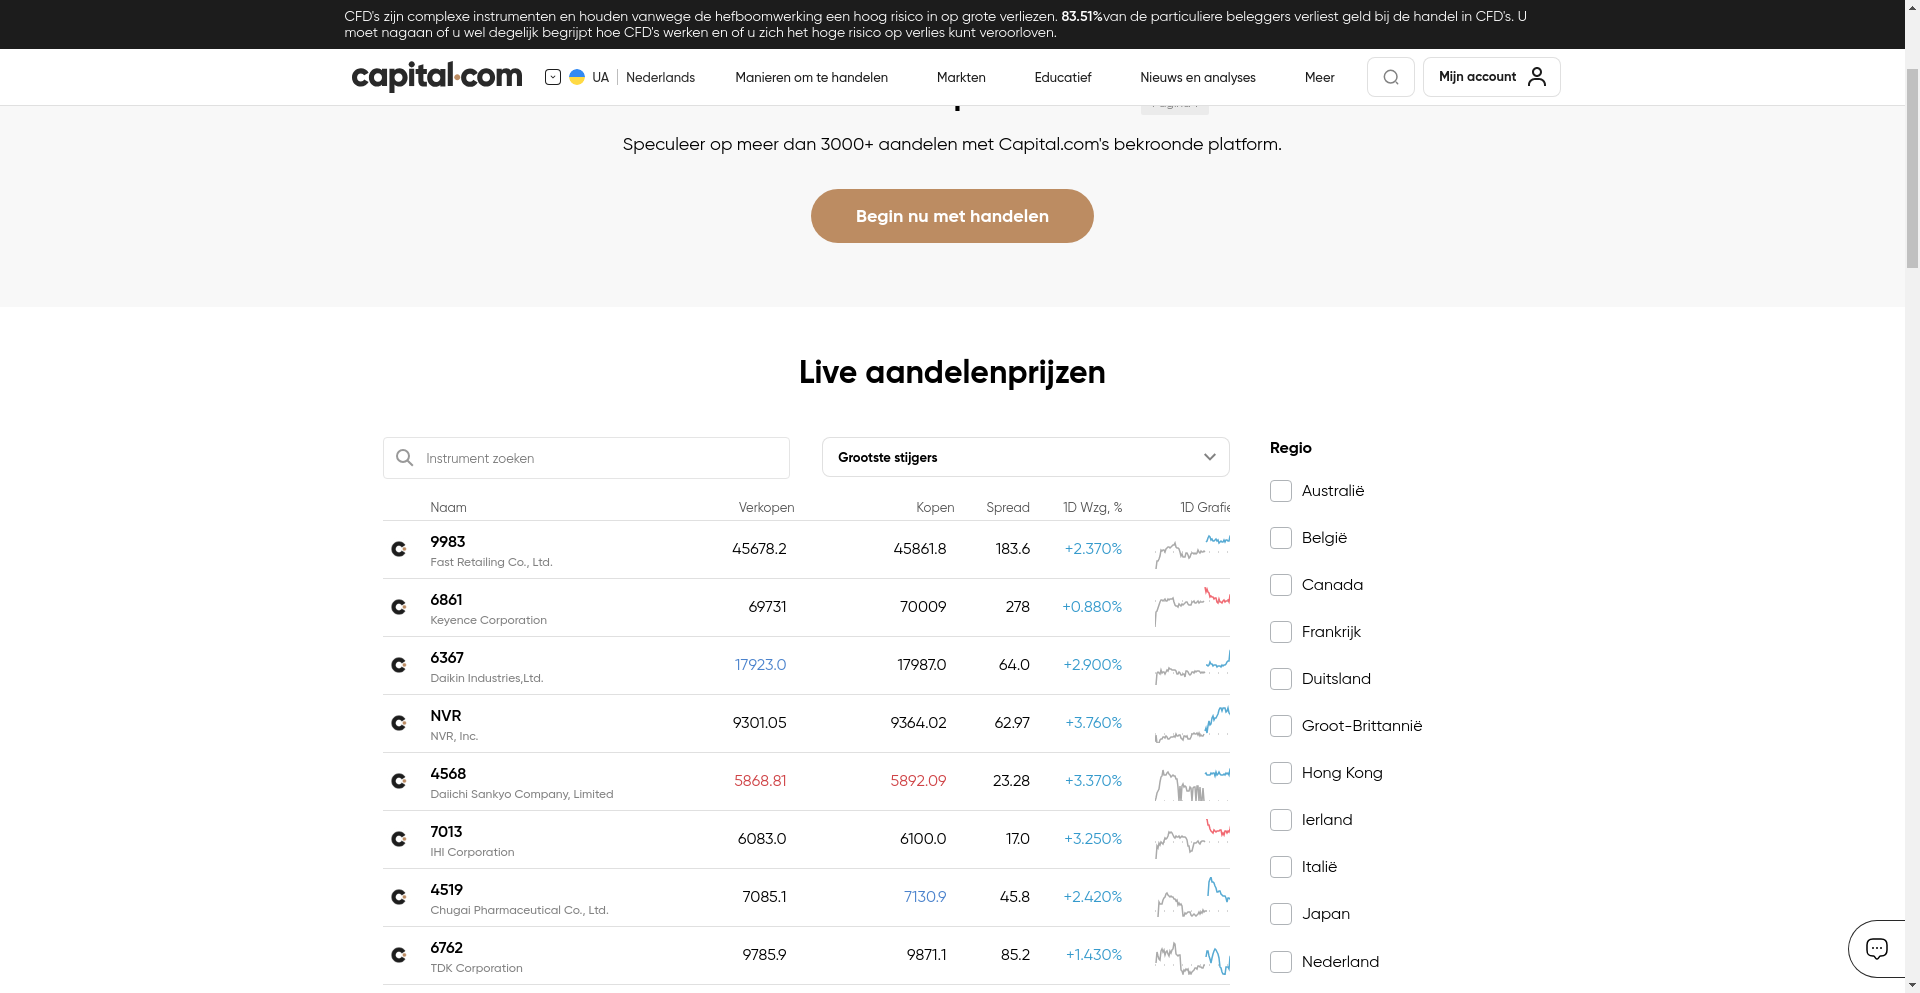 CFD's zijn complexe instrumenten en houden vanwege de hefboomwerking een hoog risico in op grote verliezen. 83.51%van de particuliere beleggers verliest geld bij de handel in CFD's. U
moet nagaan of u wel degelijk begrijpt hoe CFD's werken en of u zich het hoge risico op verlies kunt veroorloven.
capital.com UA Nederlands Manieren om te handelen Markten Educatief Nieuws en analyses Meer Mijn account
Speculeer op meer dan 3000+ aandelen met Capital.com's bekroonde platform.
Begin nu met handelen
Live aandelenprijzen
Instrument zoeken
Grootste stijgers
Naam Verkopen Kopen Spread 1D Wzg, % 1D Grafie
9983 45678.2 45861.8 183.6 +2.370%
Fast Retailing Co., Ltd.
6861 69731 70009 278 +0.880%
Keyence Corporation
6367 17923.0 17987.0 64.0 +2.900%
Daikin Industries,Ltd.
NVR 9301.05 9364.02 62.97 +3.760%
NVR, Inc.
4568 5868.81 5892.09 23.28 +3.370%
Daiichi Sankyo Company, Limited
7013 6083.0 6100.0 17.0 +3.250%
IHI Corporation
4519 7085.1 7130.9 45.8 +2.420%
Chugai Pharmaceutical Co., Ltd.
6762 9785.9 9871.1 85.2 +1.430%
TDK Corporation
Regio
Australië
België
Canada
Frankrijk
Duitsland
Groot-Brittannië
Hong Kong
Ierland
Italië
Japan
Nederland